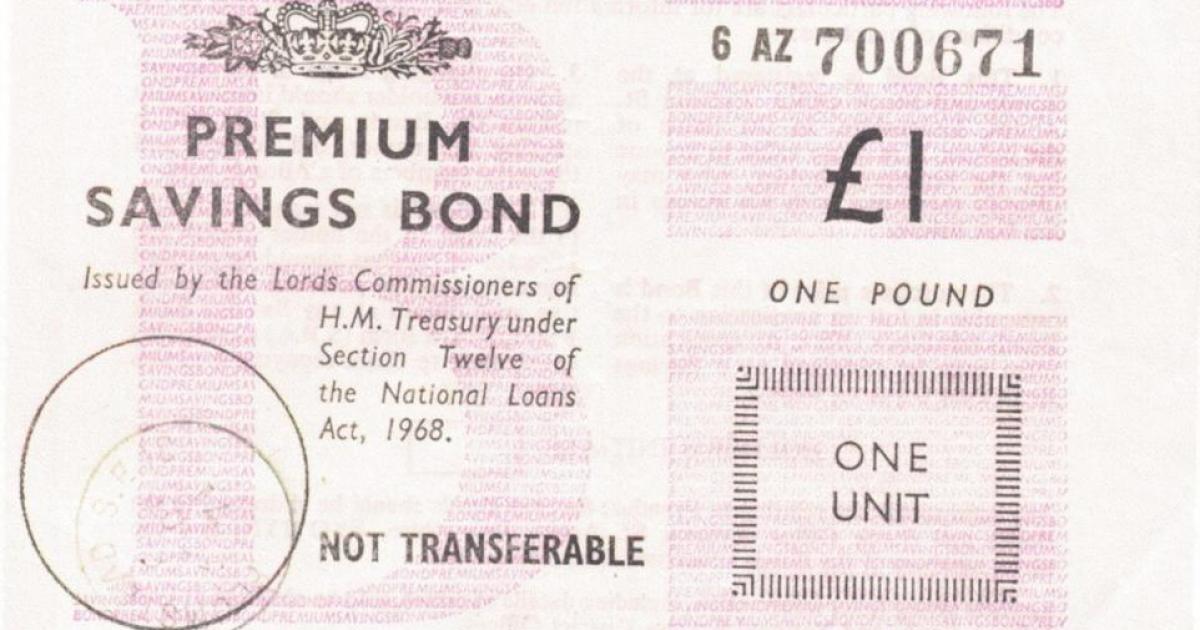 6 AZ 700671
PREMIUM
SAVINGS BOND
£1
Issued by the Lords Commissioners of
H.M. Treasury under
Section Twelve of
the National Loans
Act, 1968.
ONE POUND
ONE
UNIT
NOT TRANSFERABLE